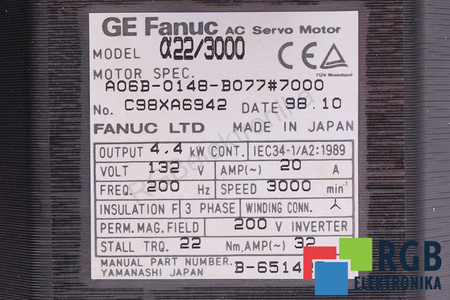 GE Fanuc AC Servo Motor
MODEL α22/3000
MOTOR SPEC.
A06B-0148-B077#7000
No. C98XA6942 DATE 98.10
TÜV Rheinland
FANUC LTD MADE IN JAPAN
OUTPUT 4.4 kW CONT. IEC34-1/A2:1989
VOLT 132 V AMP(~) 20 A
FREQ. 200 Hz SPEED 3000 min-1
INSULATION F 3 PHASE WINDING CONN.
PERM. MAG. FIELD 200 V INVERTER
STALL TRQ. 22 Nm, AMP(~) 32
MANUAL PART NUMBER.
YAMANASHI JAPAN B-6514
RGB
ELEKTRONIKA